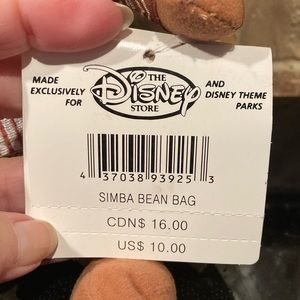 MADE EXCLUSIVELY FOR
THE
Disney
STORE
AND DISNEY THEME PARKS
4 37038 93925 3
SIMBA BEAN BAG
CDN$ 16.00
US$ 10.00